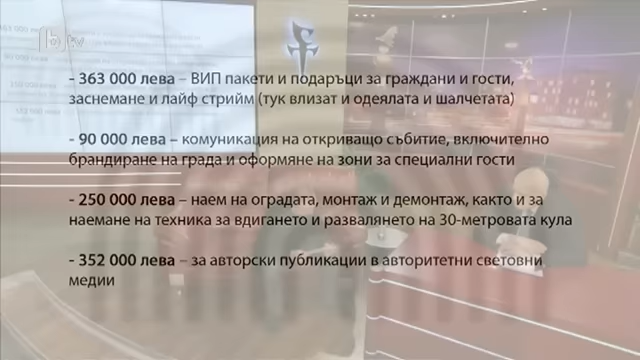 btv
- 363 000 лева – ВИП пакети и подаръци за граждани и гости,
заснемане и лайф стрийм (тук влизат и одеялата и шалчетата)
- 90 000 лева – комуникация на откриващо събитие, включително
брандиране на града и оформяне на зони за специални гости
- 250 000 лева – наем на оградата, монтаж и демонтаж, както и за
наемане на техника за вдигането и развалянето на 30-метровата кула
- 352 000 лева – за авторски публикации в авторитетни световни
медии